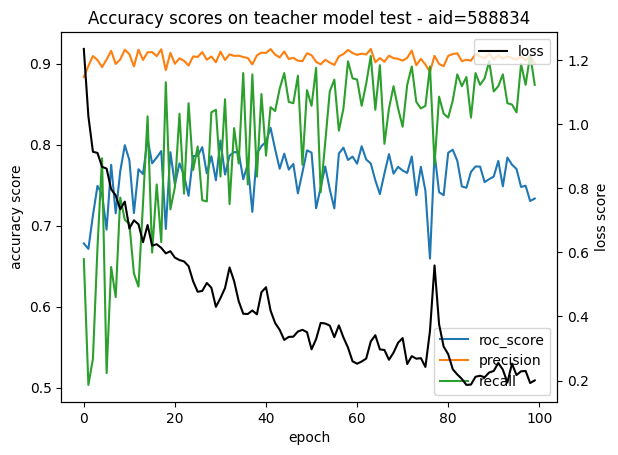 Accuracy scores on teacher model test - aid=588834
loss
0.9
0.8
0.7
0.6
0.5
accuracy score
1.2
1.0
0.8
0.6
0.4
0.2
loss score
roc_score
precision
recall
0 20 40 60 80 100
epoch